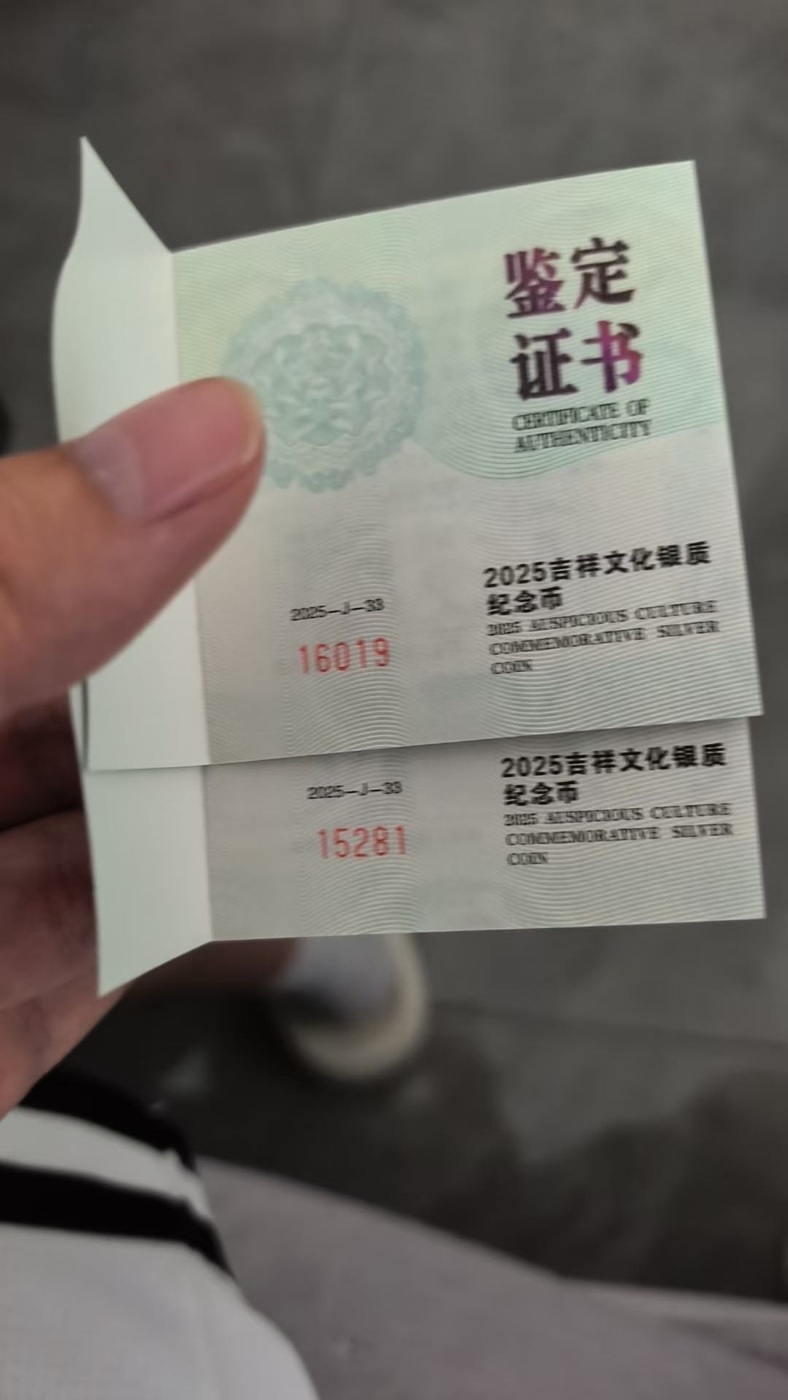 鉴定
证书
CERTIFICATE OF
AUTHENTICITY
2025吉祥文化银质
纪念币
2025 AUSPICIOUS CULTURE
COMMEMORATIVE SILVER
COIN
2025-J-33
16019
2025吉祥文化银质
纪念币
2025 AUSPICIOUS CULTURE
COMMEMORATIVE SILVER
COIN
2025-J-33
15281